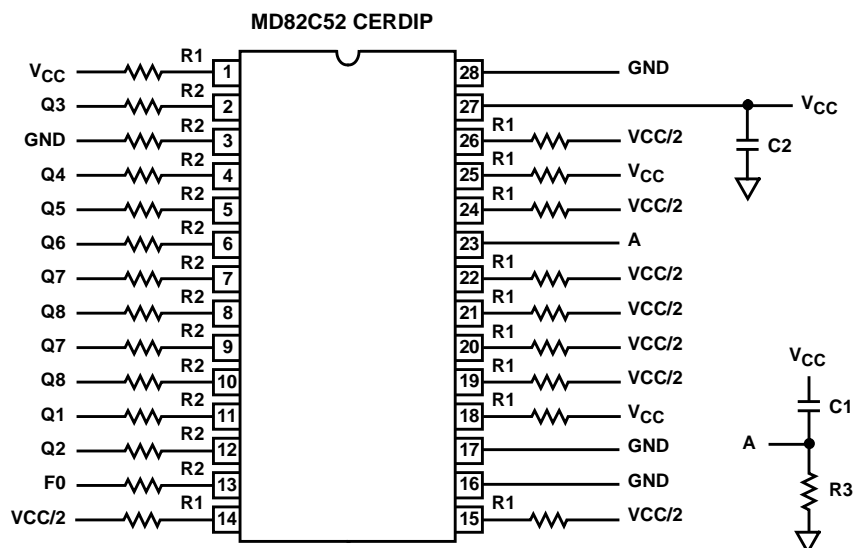 MD82C52 CERDIP
VCC R1 1
Q3 R2 2
GND R2 3
Q4 R2 4
Q5 R2 5
Q6 R2 6
Q7 R2 7
Q8 R2 8
Q7 R2 9
Q8 R2 10
Q1 R2 11
Q2 R2 12
F0 R2 13
VCC/2 R1 14
28 GND
27 VCC
26 R1 VCC/2
25 R1 VCC
24 R1 VCC/2
23 A
22 R1 VCC/2
21 R1 VCC/2
20 R1 VCC/2
19 R1 VCC/2
18 R1 VCC
17 GND
16 GND
15 R1 VCC/2
C2
VCC
C1
A
R3